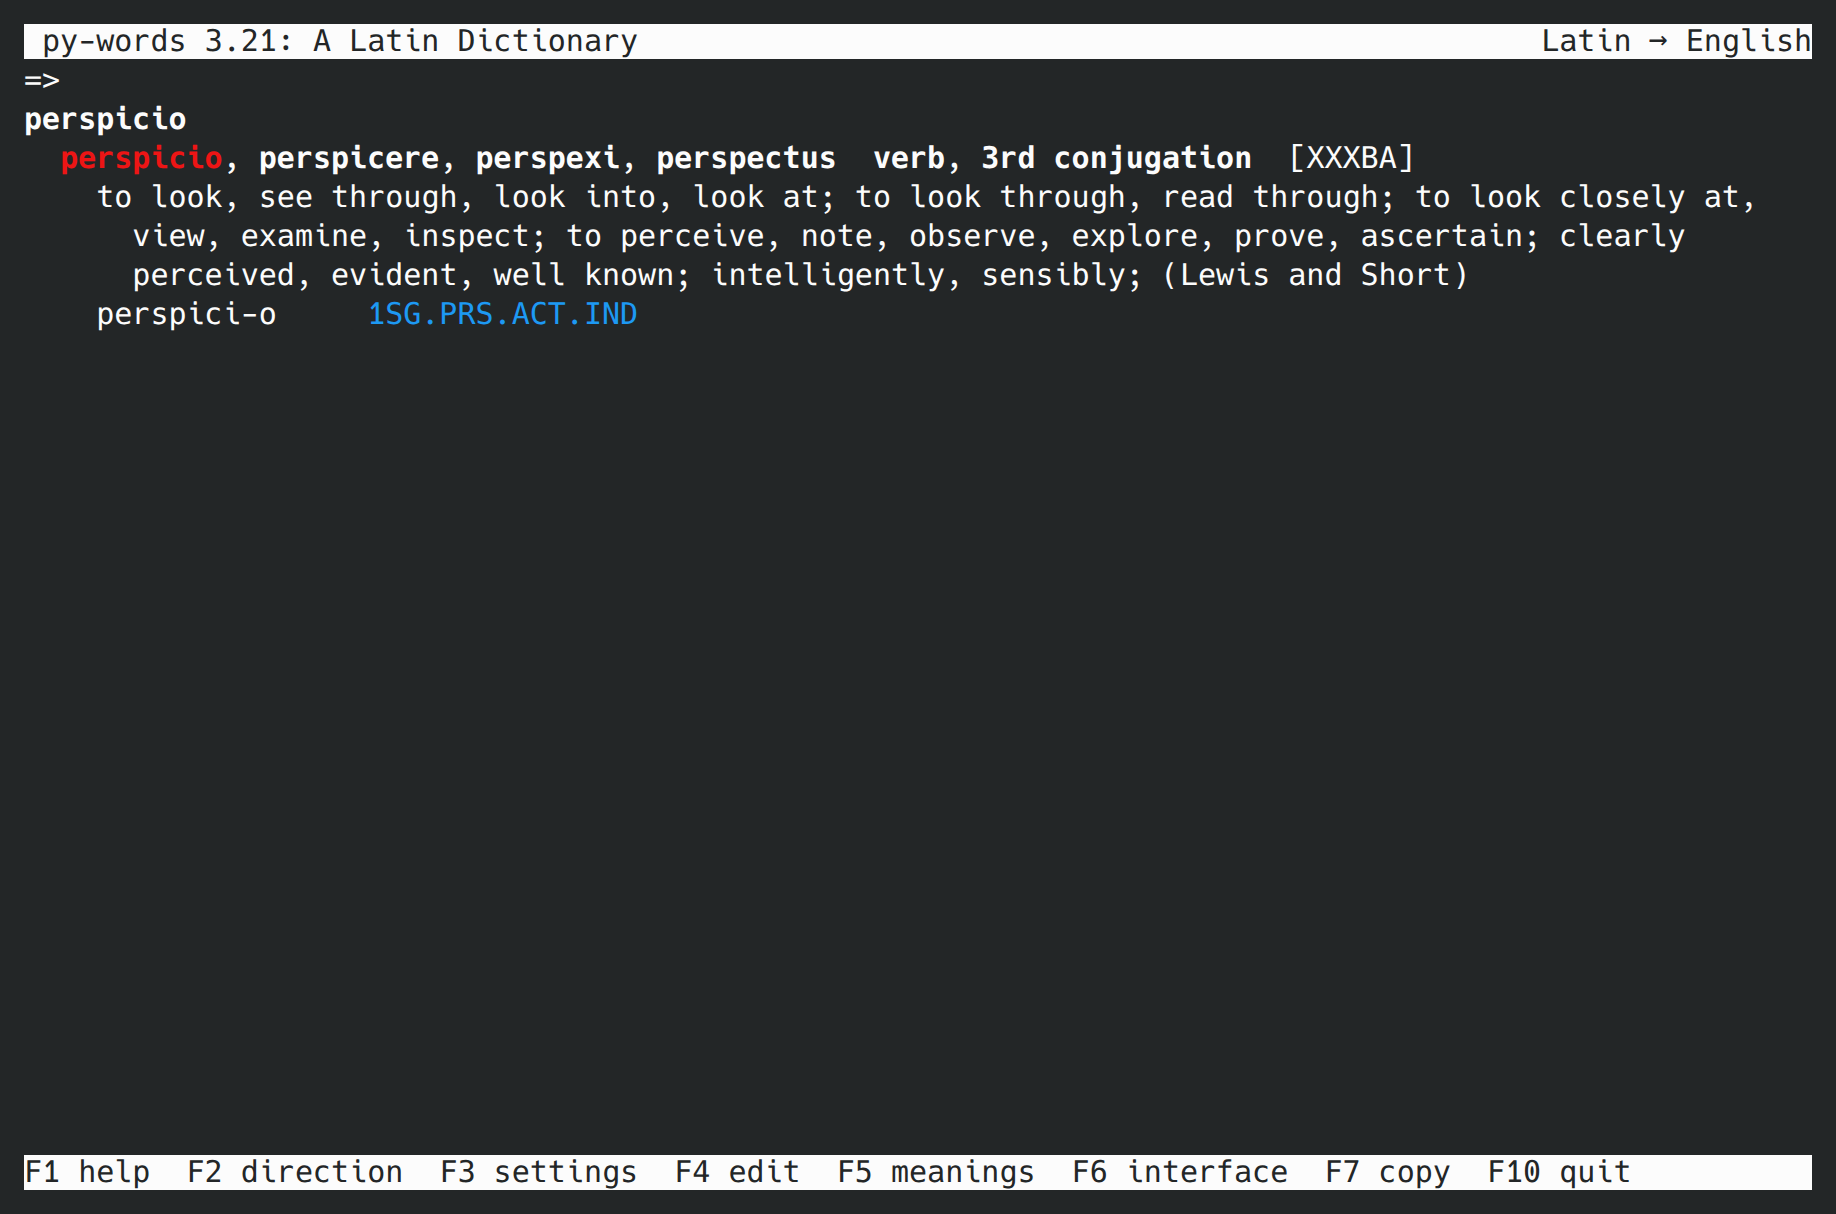 py-words 3.21: A Latin Dictionary Latin → English
=>
perspicio
perspicio, perspicere, perspexi, perspectus verb, 3rd conjugation [XXXBA]
to look, see through, look into, look at; to look through, read through; to look closely at,
view, examine, inspect; to perceive, note, observe, explore, prove, ascertain; clearly
perceived, evident, well known; intelligently, sensibly; (Lewis and Short)
perspici-o 1SG.PRS.ACT.IND
F1 help F2 direction F3 settings F4 edit F5 meanings F6 interface F7 copy F10 quit